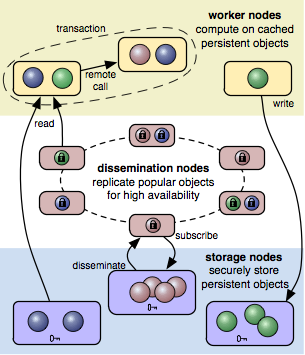 transaction
worker nodes
compute on cached
persistent objects
remote
call
write
read
dissemination nodes
replicate popular objects
for high availability
subscribe
disseminate
storage nodes
securely store
persistent objects